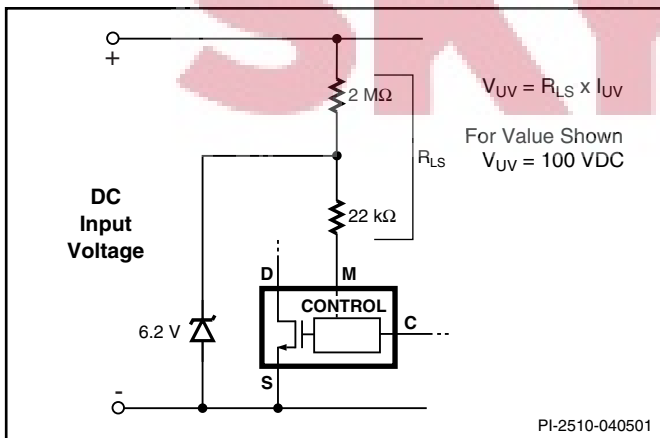 SKY
+
2 MΩ
V_UV = R_LS x I_UV
For Value Shown
V_UV = 100 VDC
R_LS
DC
Input
Voltage
22 kΩ
D
M
CONTROL
C
6.2 V
S
-
PI-2510-040501